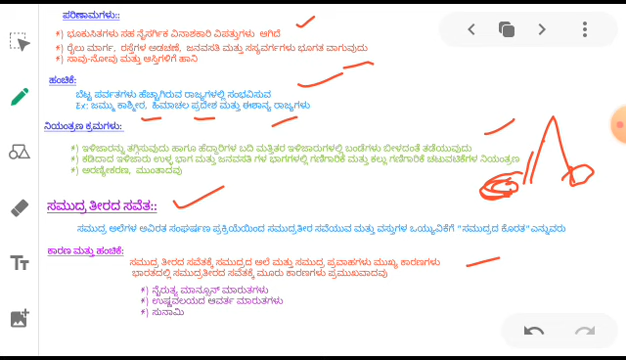 ಪರಿಣಾಮಗಳು::
*) ಭೂಕುಸಿತಗಳು ಸಹ ನೈಸರ್ಗಿಕ ವಿನಾಶಕಾರಿ ವಿಪತ್ತುಗಳು ಆಗಿದೆ
*) ರೈಲು ಮಾರ್ಗ, ರಸ್ತೆಗಳ ಅಡಚಣೆ, ಜನವಸತಿ ಮತ್ತು ಸಸ್ಯವರ್ಗಗಳು ಭೂಗತ ವಾಗುವುದು
*) ಸಾವು-ನೋವು ಮತ್ತು ಆಸ್ತಿಗಳಿಗೆ ಹಾನಿ
ಹಂಚಿಕೆ:
ಬೆಟ್ಟ ಪರ್ವತಗಳು ಹೆಚ್ಚಾಗಿರುವ ರಾಜ್ಯಗಳಲ್ಲಿ ಸಂಭವಿಸುವ
Ex: ಜಮ್ಮು ಕಾಶ್ಮೀರ, ಹಿಮಾಚಲ ಪ್ರದೇಶ ಮತ್ತು ಈಶಾನ್ಯ ರಾಜ್ಯಗಳು
ನಿಯಂತ್ರಣ ಕ್ರಮಗಳು:
*) ಇಳಿಜಾರನ್ನು ತಗ್ಗಿಸುವುದು ಹಾಗೂ ಹೆದ್ದಾರಿಗಳ ಬದಿ ಮತ್ತಿತರ ಇಳಿಜಾರುಗಳಲ್ಲಿ ಬಂಡೆಗಳು ಬೀಳದಂತೆ ತಡೆಯುವುದು
*) ಕಡಿದಾದ ಇಳಿಜಾರು ಉಳ್ಳ ಭಾಗ ಮತ್ತು ಜನವಸತಿ ಗಳ ಭಾಗಗಳಲ್ಲಿ ಗಣಿಗಾರಿಕೆ ಮತ್ತು ಕಲ್ಲು ಗಣಿಗಾರಿಕೆ ಚಟುವಟಿಕೆಗಳ ನಿಯಂತ್ರಣ
*) ಅರಣ್ಯೀಕರಣ, ಮುಂತಾದವು
ಸಮುದ್ರ ತೀರದ ಸವೆತ::
ಸಮುದ್ರ ಅಲೆಗಳ ಅವಿರತ ಸಂಘರ್ಷಣ ಪ್ರಕ್ರಿಯೆಯಿಂದ ಸಮುದ್ರತೀರ ಸವೆಯುವ ಮತ್ತು ವಸ್ತುಗಳ ಒಯ್ಯುವಿಕೆಗೆ "ಸಮುದ್ರದ ಕೊರತ" ಎನ್ನುವರು
ಕಾರಣ ಮತ್ತು ಹಂಚಿಕೆ:
ಸಮುದ್ರ ತೀರದ ಸವೆತಕ್ಕೆ ಸಮುದ್ರದ ಅಲೆ ಮತ್ತು ಸಮುದ್ರ ಪ್ರವಾಹಗಳು ಮುಖ್ಯ ಕಾರಣಗಳು
ಭಾರತದಲ್ಲಿ ಸಮುದ್ರತೀರದ ಸವೆತಕ್ಕೆ ಮೂರು ಕಾರಣಗಳು ಪ್ರಮುಖವಾದವು
*) ನೈರುತ್ಯ ಮಾನ್ಸೂನ್ ಮಾರುತಗಳು
*) ಉಷ್ಣವಲಯದ ಆವರ್ತ ಮಾರುತಗಳು
*) ಸುನಾಮಿ
Tt